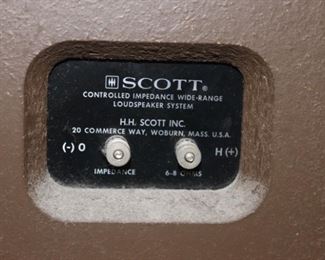 SCOTT®
CONTROLLED IMPEDANCE WIDE-RANGE
LOUDSPEAKER SYSTEM
H.H. SCOTT INC.
20 COMMERCE WAY, WOBURN, MASS. U.S.A.
(-) 0 H (+)
IMPEDANCE 6-8 OHMS